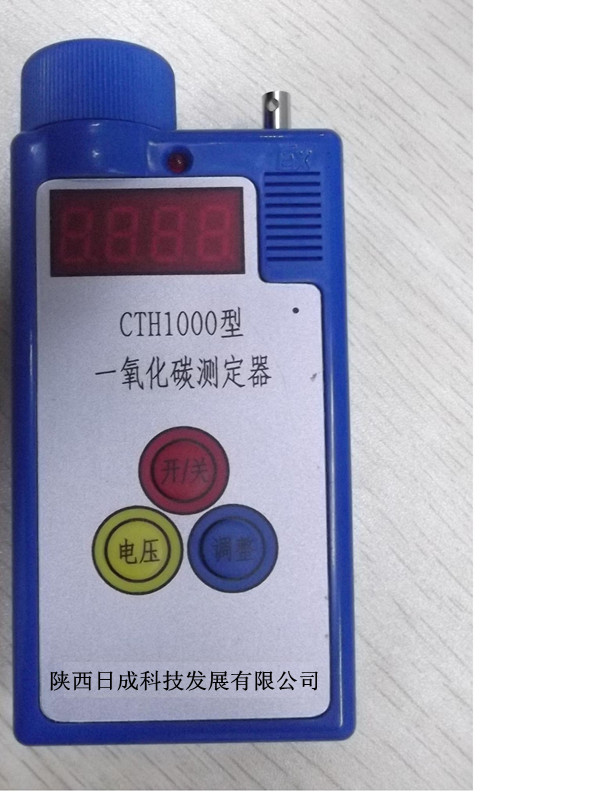 CTH1000型
一氧化碳测定器
开/关
电压 调整
陕西日成科技发展有限公司